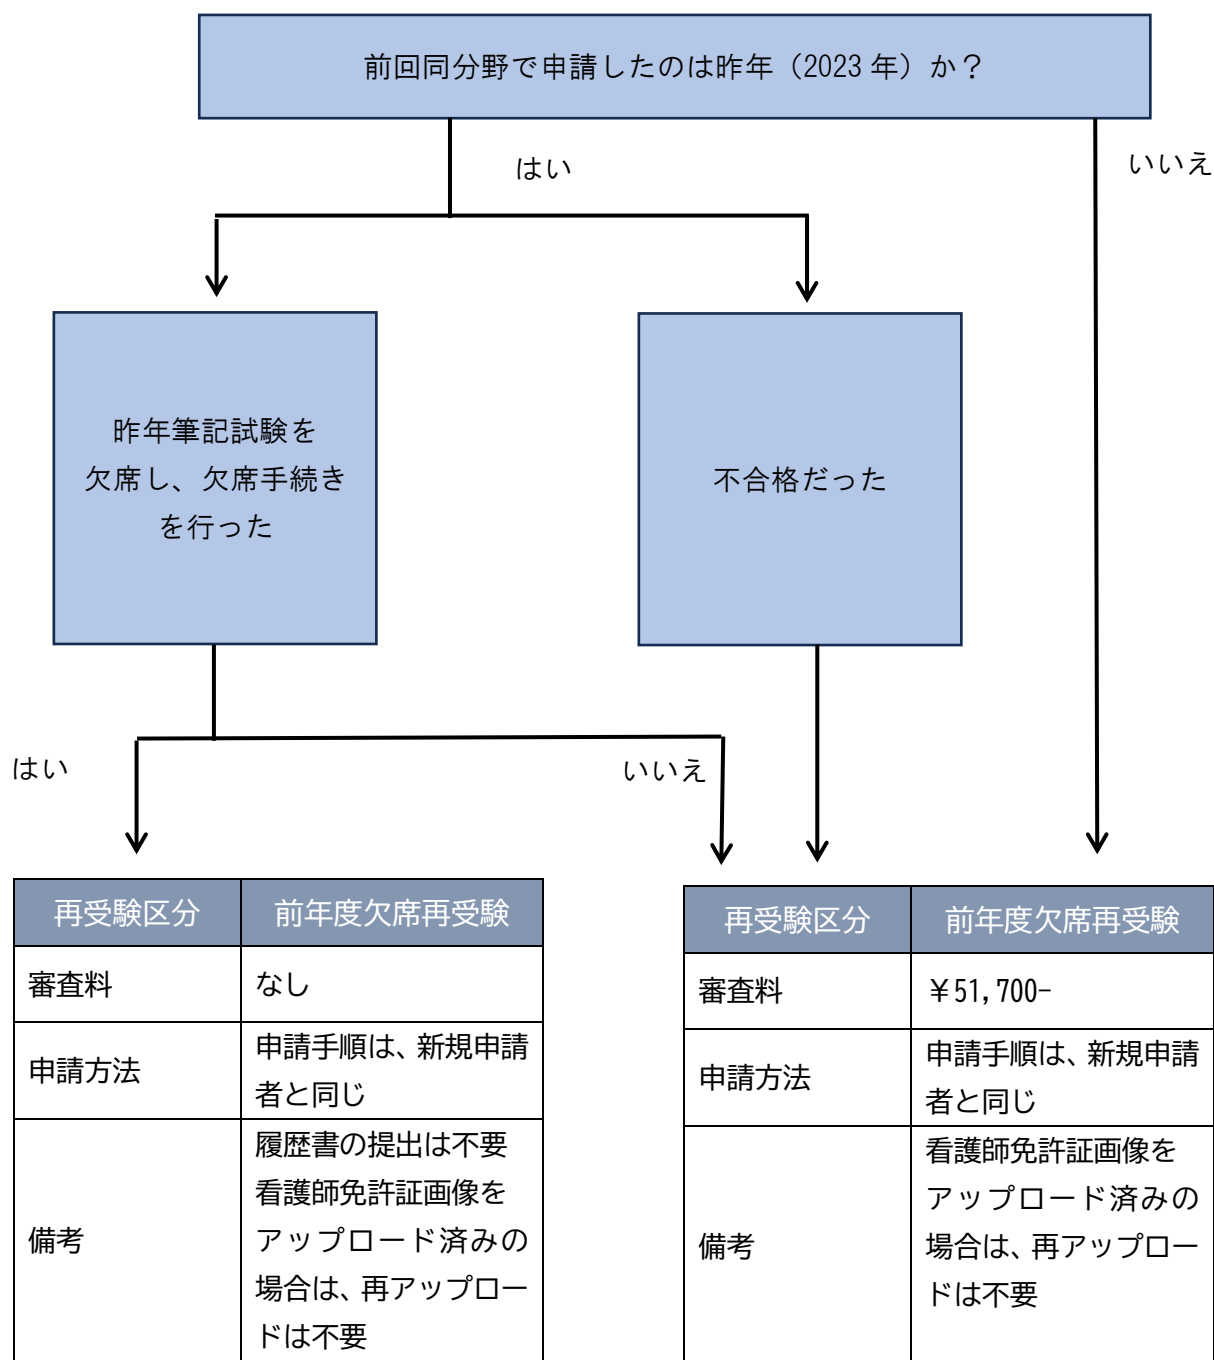 前回同分野で申請したのは昨年（2023 年）か？
はい
いいえ
昨年筆記試験を
欠席し、欠席手続き
を行った
不合格だった
はい
いいえ
再受験区分
前年度欠席再受験
審査料
なし
申請方法
申請手順は、新規申請
者と同じ
備考
履歴書の提出は不要
看護師免許証画像を
アップロード済みの
場合は、再アップロー
ドは不要
再受験区分
前年度欠席再受験
審査料
￥51,700-
申請方法
申請手順は、新規申請
者と同じ
備考
看護師免許証画像を
アップロード済みの
場合は、再アップロー
ドは不要